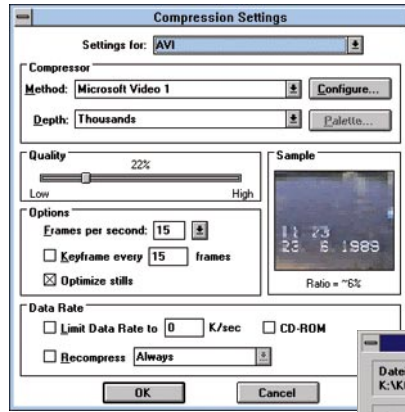 Compression Settings
Settings for: AVI
Compressor
Method: Microsoft Video 1 Configure...
Depth: Thousands Palette...
Quality
22%
Low High
Sample
11 23
23 6 1989
Ratio = ~6%
Options
Frames per second: 15
Keyframe every 15 frames
Optimize stills
Data Rate
Limit Data Rate to 0 K/sec CD-ROM
Recompress Always
OK Cancel